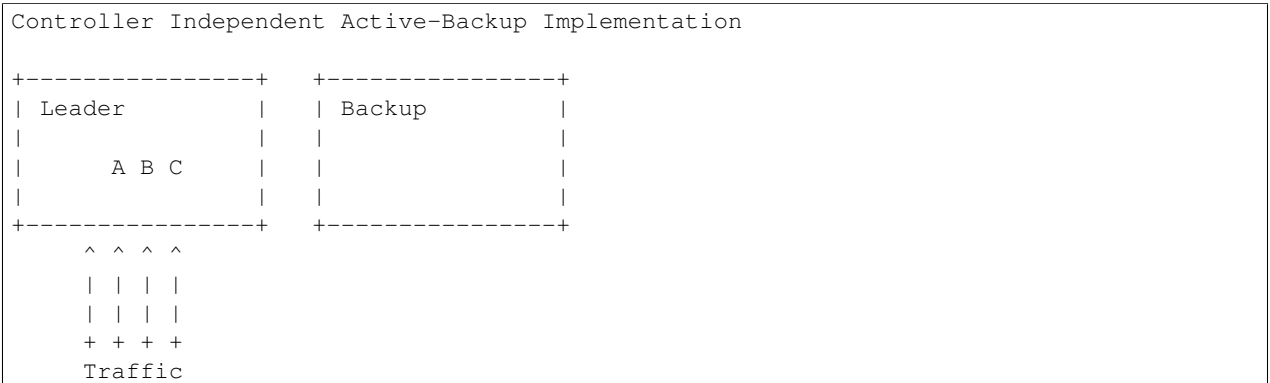 Controller Independent Active-Backup Implementation
+----------------+   +----------------+
| Leader         |   | Backup         |
|                |   |                |
|      A B C     |   |                |
|                |   |                |
+----------------+   +----------------+
     ^ ^ ^ ^
     | | | |
     | | | |
     + + + +
     Traffic